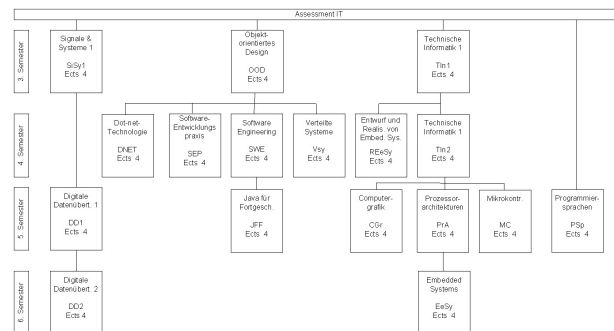 Assessment IT
3. Semester
Signale &
Systeme 1
SiSy1
Ects 4
Objekt-
orientiertes
Design
OOD
Ects 4
Technische
Informatik 1
TIn1
Ects 4
4. Semester
Dot-net-
Technologie
DNET
Ects 4
Software-
Entwicklungs
praxis
SEP
Ects 4
Software
Engineering
SWE
Ects 4
Verteilte
Systeme
Vsy
Ects 4
Entwurf und
Realis. von
Embed. Sys.
REeSy
Ects 4
Technische
Informatik 1
TIn2
Ects 4
5. Semester
Digitale
Datenübert. 1
DD1
Ects 4
Java für
Fortgesch.
JFF
Ects 4
Computer-
grafik
CGr
Ects 4
Prozessor-
architekturen
PrA
Ects 4
Mikrokontr.
MC
Ects 4
Programmier-
sprachen
PSp
Ects 4
6. Semester
Digitale
Datenübert. 2
DD2
Ects 4
Embedded
Systems
EeSy
Ects 4